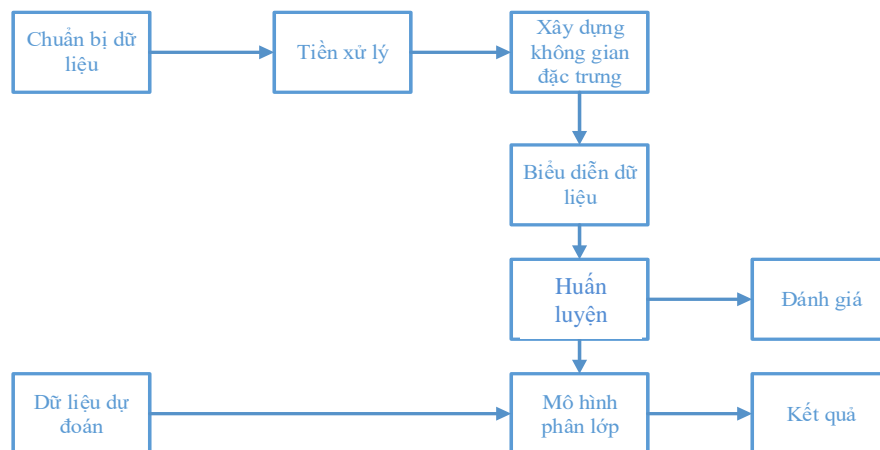 Chuẩn bị dữ
liệu
Tiền xử lý
Xây dựng
không gian
đặc trưng
Biểu diễn dữ
liệu
Huấn
luyện
Đánh giá
Dữ liệu dự
đoán
Mô hình
phân lớp
Kết quả